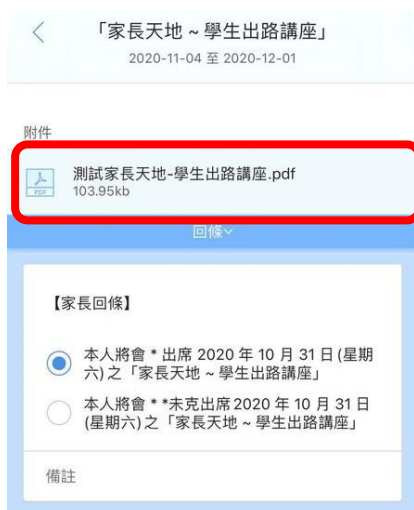 「家長天地 ~ 學生出路講座」
2020-11-04 至 2020-12-01
附件
測試家長天地-學生出路講座.pdf
PDF
103.95kb
回條
【家長回條】
本人將會 * 出席 2020 年 10 月 31 日(星期
六)之「家長天地 ~ 學生出路講座」
本人將會 * *未克出席 2020 年 10 月 31 日
(星期六)之「家長天地 ~ 學生出路講座」
備註